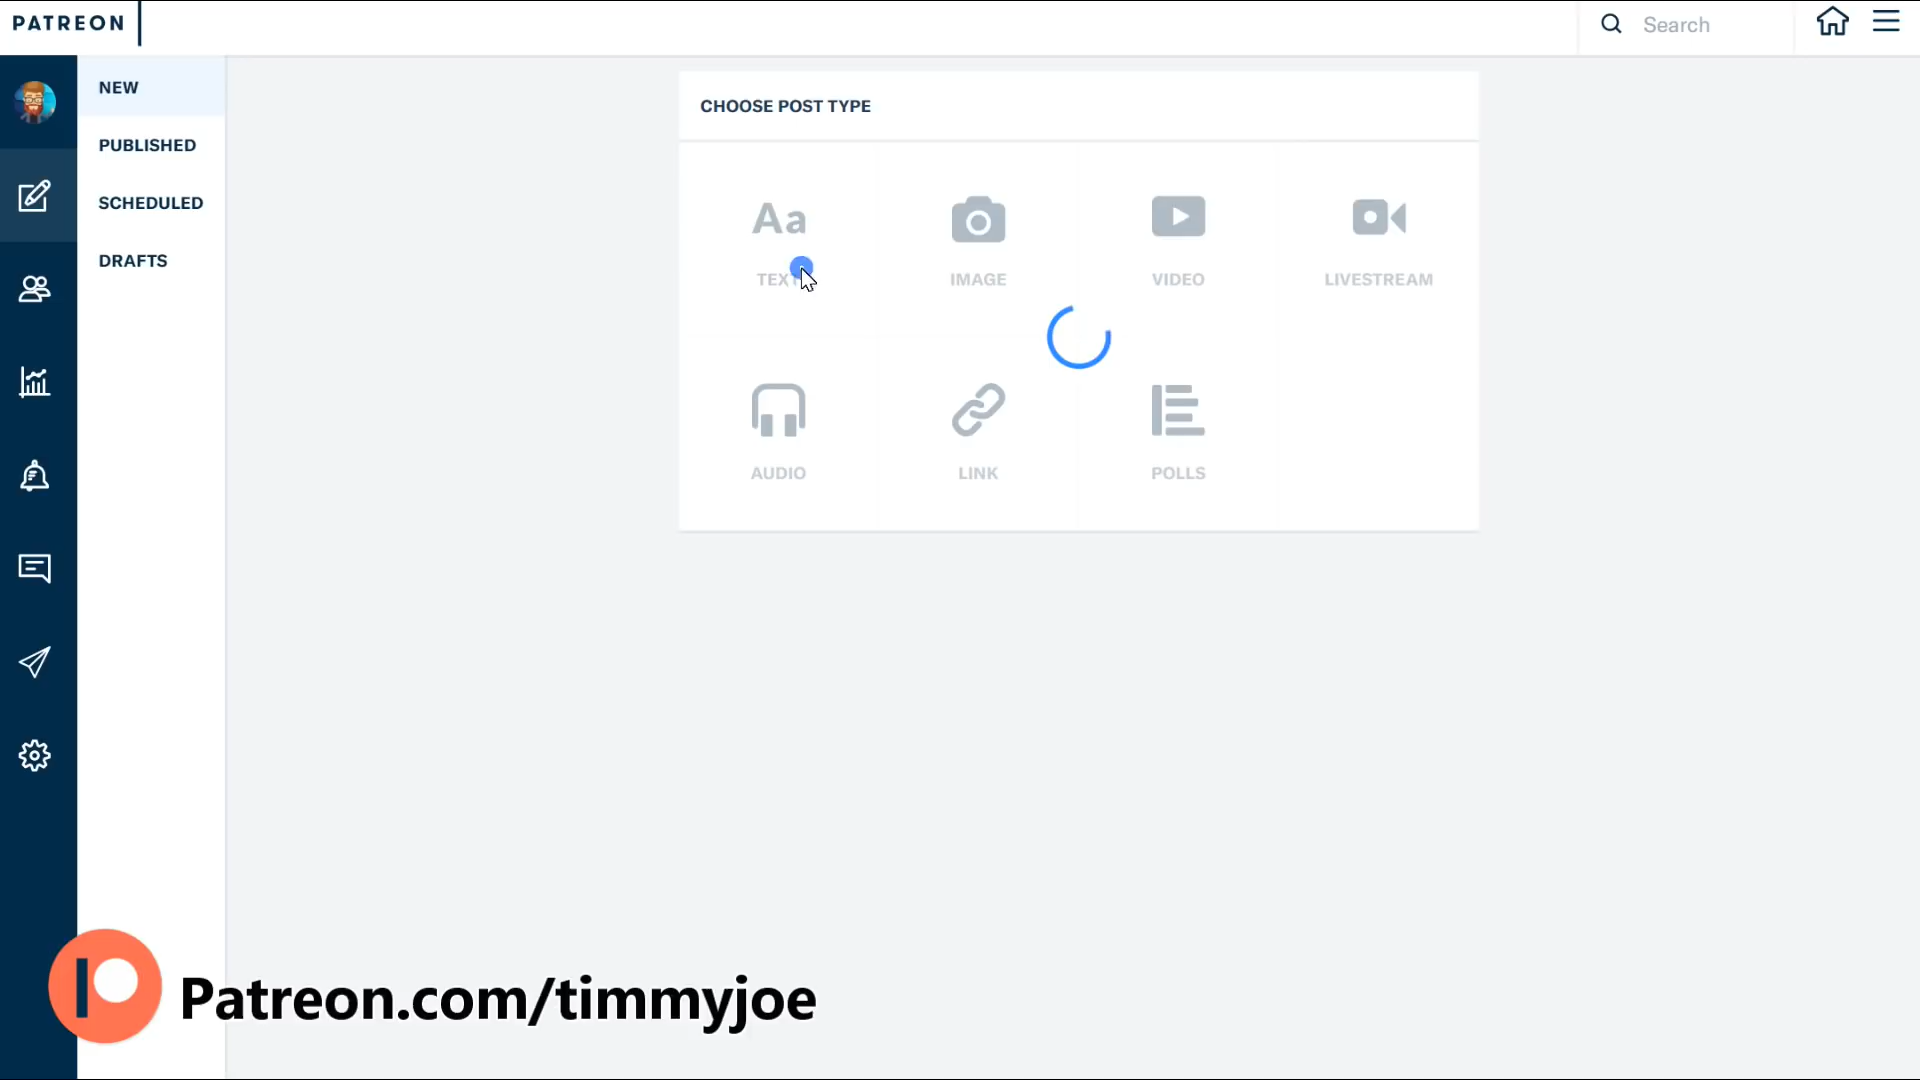 PATREON
Search
NEW
PUBLISHED
SCHEDULED
DRAFTS
CHOOSE POST TYPE
Aa
TEXT
IMAGE
VIDEO
LIVESTREAM
AUDIO
LINK
POLLS
Patreon.com/timmyjoe